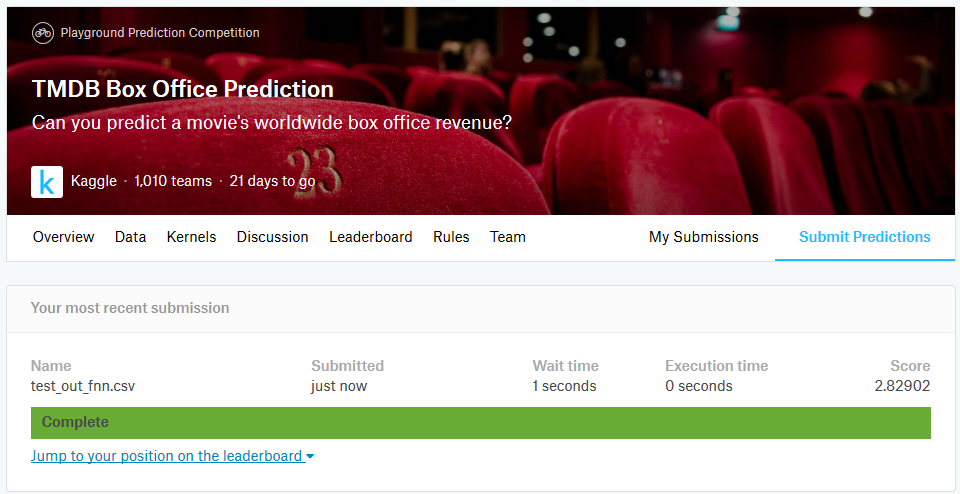 Playground Prediction Competition
TMDB Box Office Prediction
Can you predict a movie's worldwide box office revenue?
23
k Kaggle · 1,010 teams · 21 days to go
Overview Data Kernels Discussion Leaderboard Rules Team My Submissions Submit Predictions
Your most recent submission
Name Submitted Wait time Execution time Score
test_out_fnn.csv just now 1 seconds 0 seconds 2.82902
Complete
Jump to your position on the leaderboard